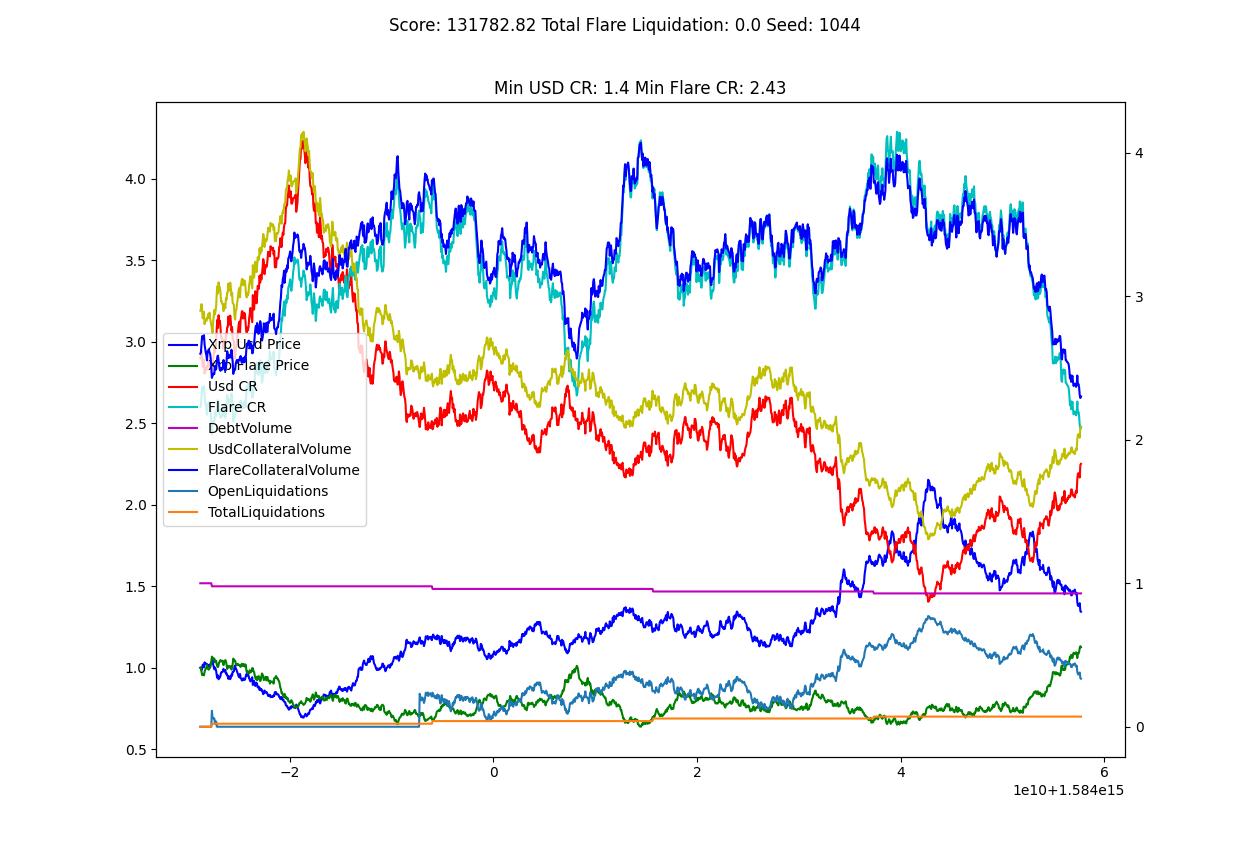 Score: 131782.82 Total Flare Liquidation: 0.0 Seed: 1044
Min USD CR: 1.4 Min Flare CR: 2.43
4.0
3.5
3.0
2.5
2.0
1.5
1.0
0.5
4
3
2
1
0
Xrp Usd Price
Xrp Flare Price
Usd CR
Flare CR
DebtVolume
UsdCollateralVolume
FlareCollateralVolume
OpenLiquidations
TotalLiquidations
−2 0 2 4 6
1e10+1.584e15